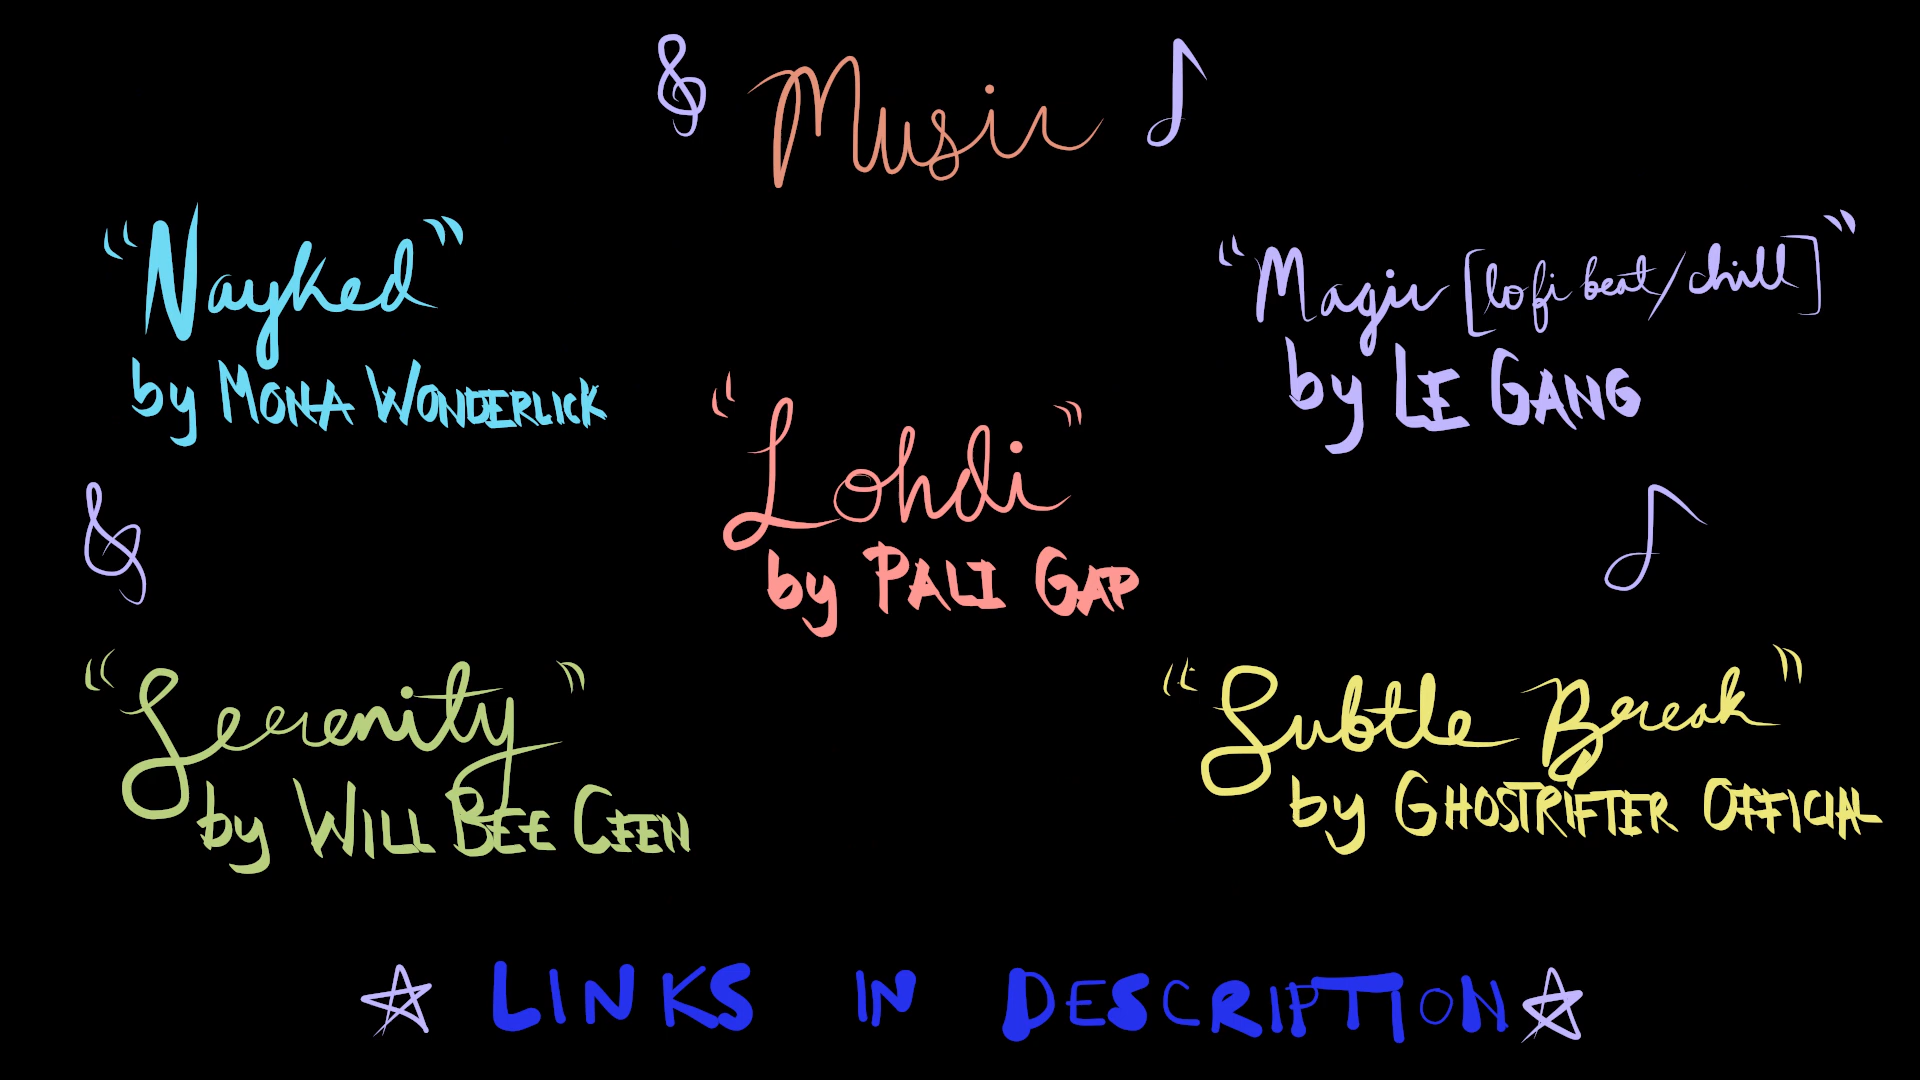 Music
"Nayked"
by MONA WONDERLICK
"Magic [lofi beat/chill]"
by LE GANG
"Lohdi"
by PALI GAP
"Serenity"
by WILL BEE CEEN
"Subtle Break"
by GHOSTRIFTER OFFICIAL
LINKS IN DESCRIPTION